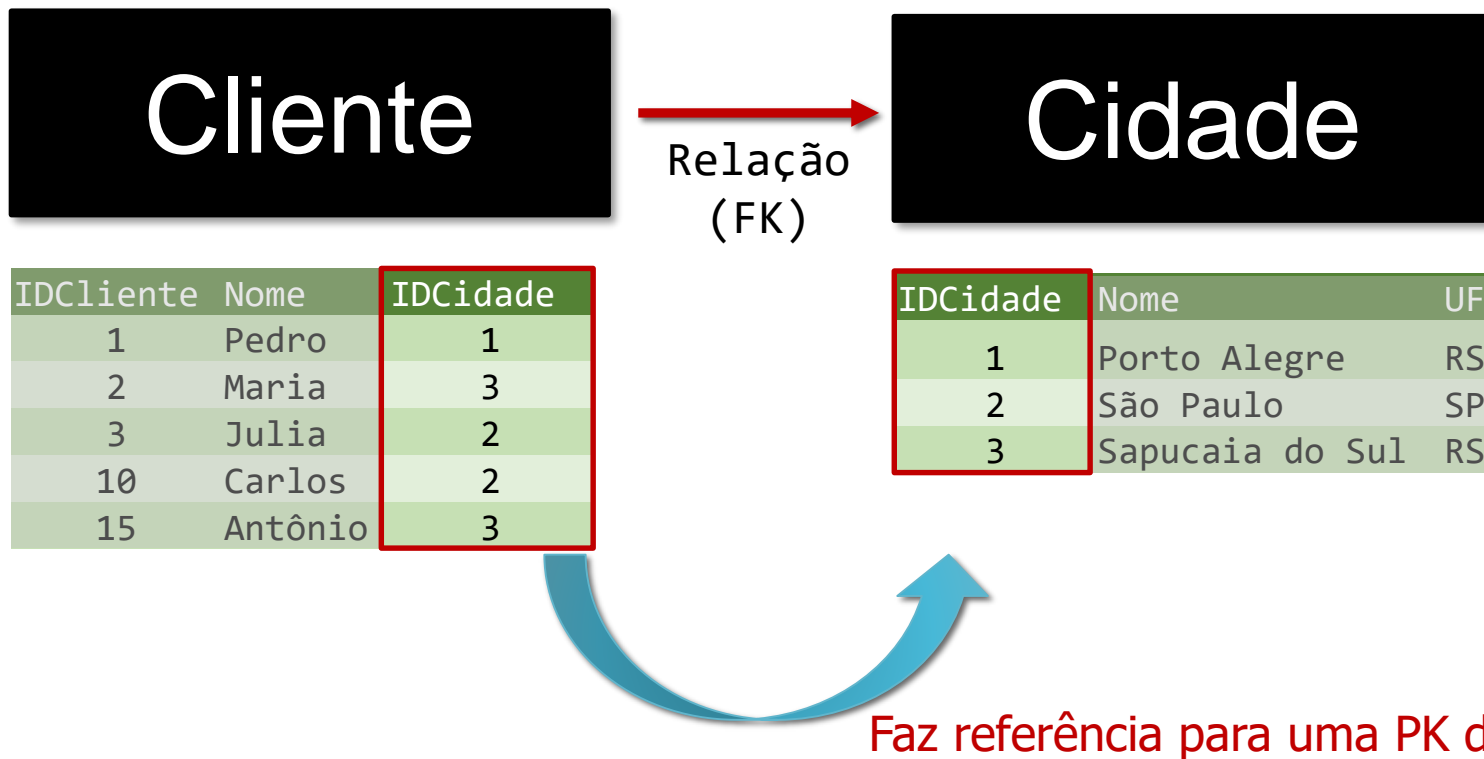 Cliente
Relação
(FK)
Cidade
IDCliente Nome IDCidade
1 Pedro 1
2 Maria 3
3 Julia 2
10 Carlos 2
15 Antônio 3
IDCidade Nome UF
1 Porto Alegre RS
2 São Paulo SP
3 Sapucaia do Sul RS
Faz referência para uma PK